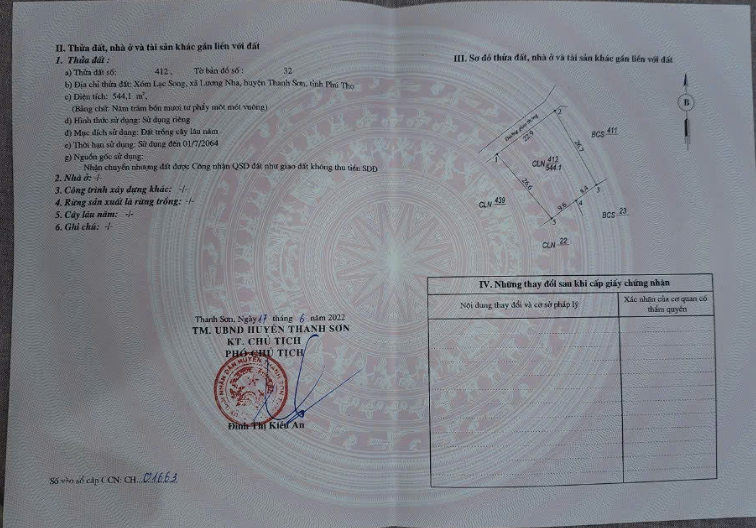 II. Thửa đất, nhà ở và tài sản khác gắn liền với đất
1. Thửa đất :
a) Thửa đất số: 412 , Tờ bản đồ số : 32
b) Địa chỉ thửa đất: Xóm Lạc Song, xã Lương Nha, huyện Thanh Sơn, tỉnh Phú Thọ
c) Diện tích: 544,1 m²,
(Bằng chữ: Năm trăm bốn mươi tư phẩy một mét vuông)
d) Hình thức sử dụng: Sử dụng riêng
đ) Mục đích sử dụng: Đất trồng cây lâu năm
e) Thời hạn sử dụng: Sử dụng đến 01/7/2064
g) Nguồn gốc sử dụng:
Nhận chuyển nhượng đất được Công nhận QSD đất như giao đất không thu tiền SDĐ
2. Nhà ở: -/-
3. Công trình xây dựng khác: -/-
4. Rừng sản xuất là rừng trồng: -/-
5. Cây lâu năm: -/-
6. Ghi chú: -/-
Thanh Sơn, Ngày 17 tháng 6 năm 2022
TM. UBND HUYỆN THANH SƠN
KT. CHỦ TỊCH
PHÓ CHỦ TỊCH
Đinh Thị Kiều An
Số vào sổ cấp GCN: CH 01663
III. Sơ đồ thửa đất, nhà ở và tài sản khác gắn liền với đất
B
Đường giao thông
22.9
2
1
BCS 411
26.7
CLN 412
544.1
26.6
CLN 439
8.4
3
9.6
4
5
BCS 23
CLN 22
IV. Những thay đổi sau khi cấp giấy chứng nhận
Nội dung thay đổi và cơ sở pháp lý
Xác nhận của cơ quan có
thẩm quyền